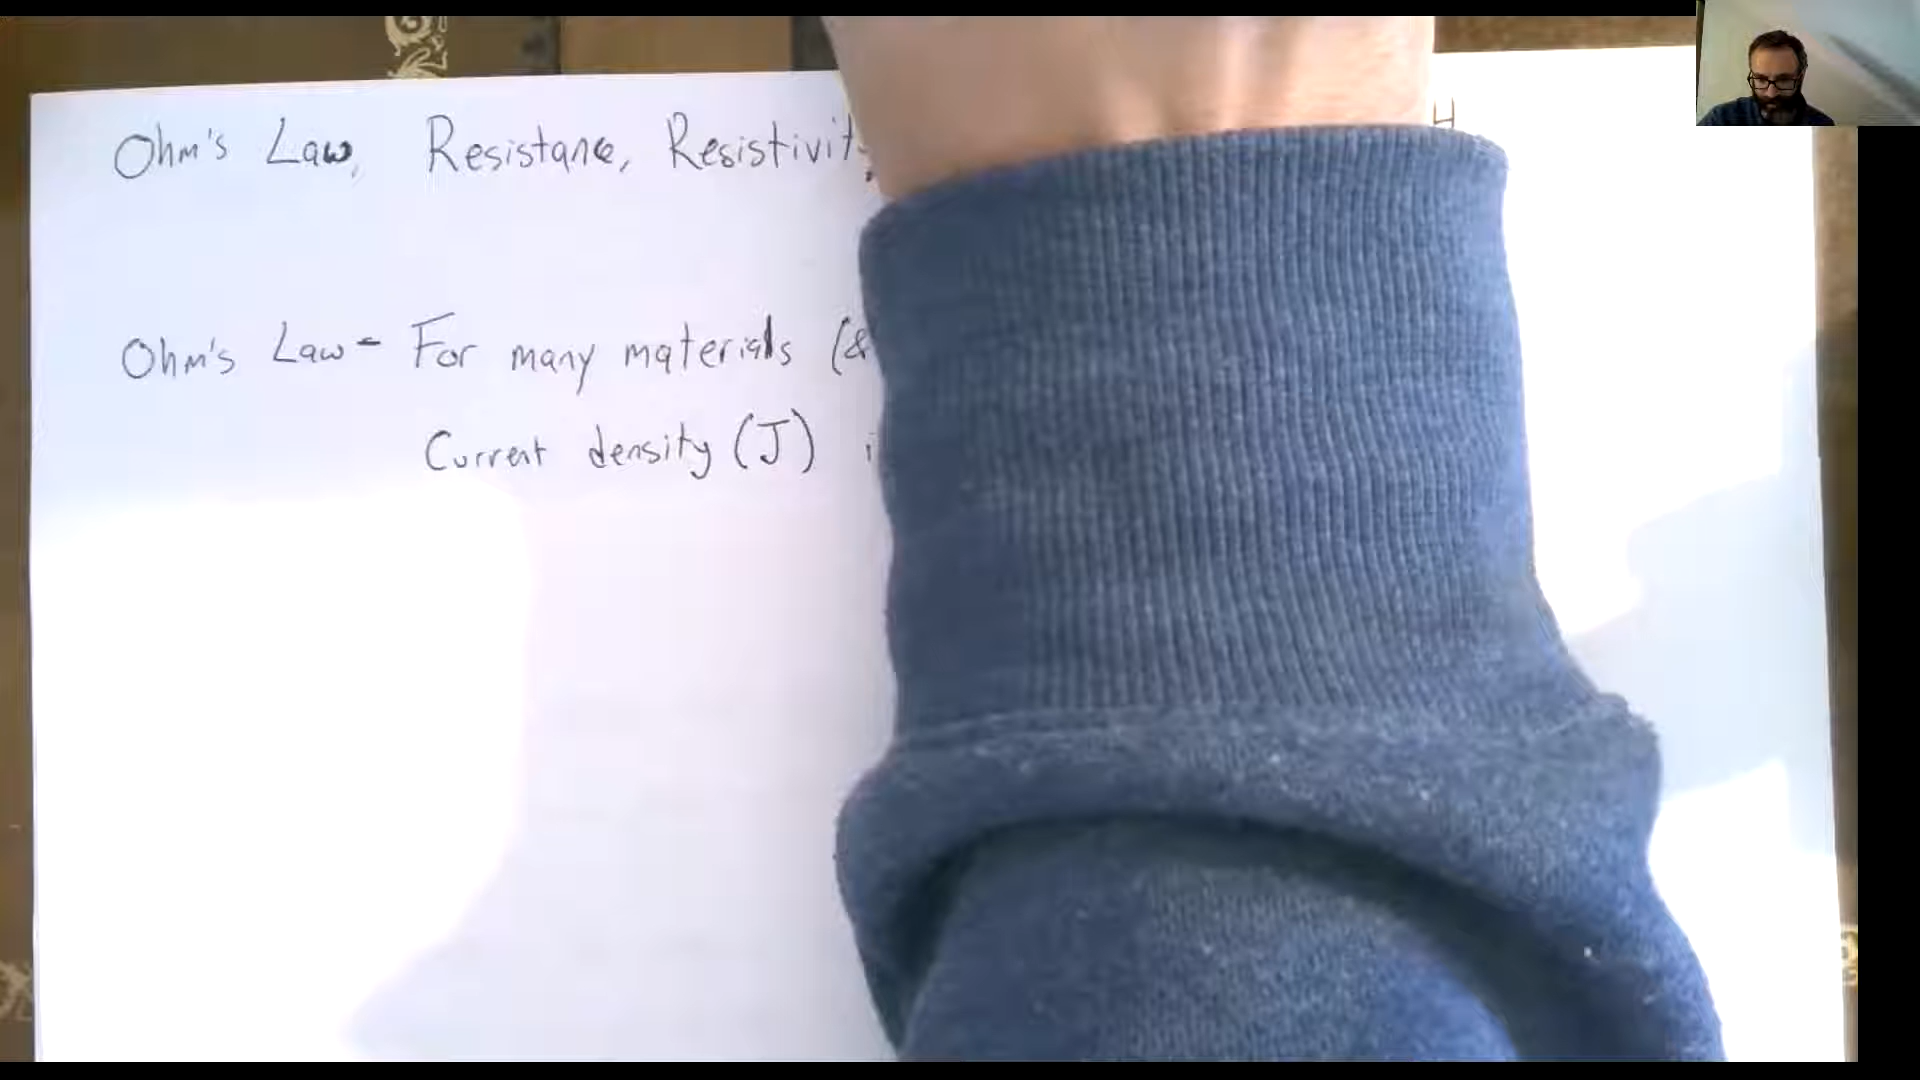 Ohm's Law, Resistance, Resistivity
Ohm's Law - For many materials (&
Current density (J)